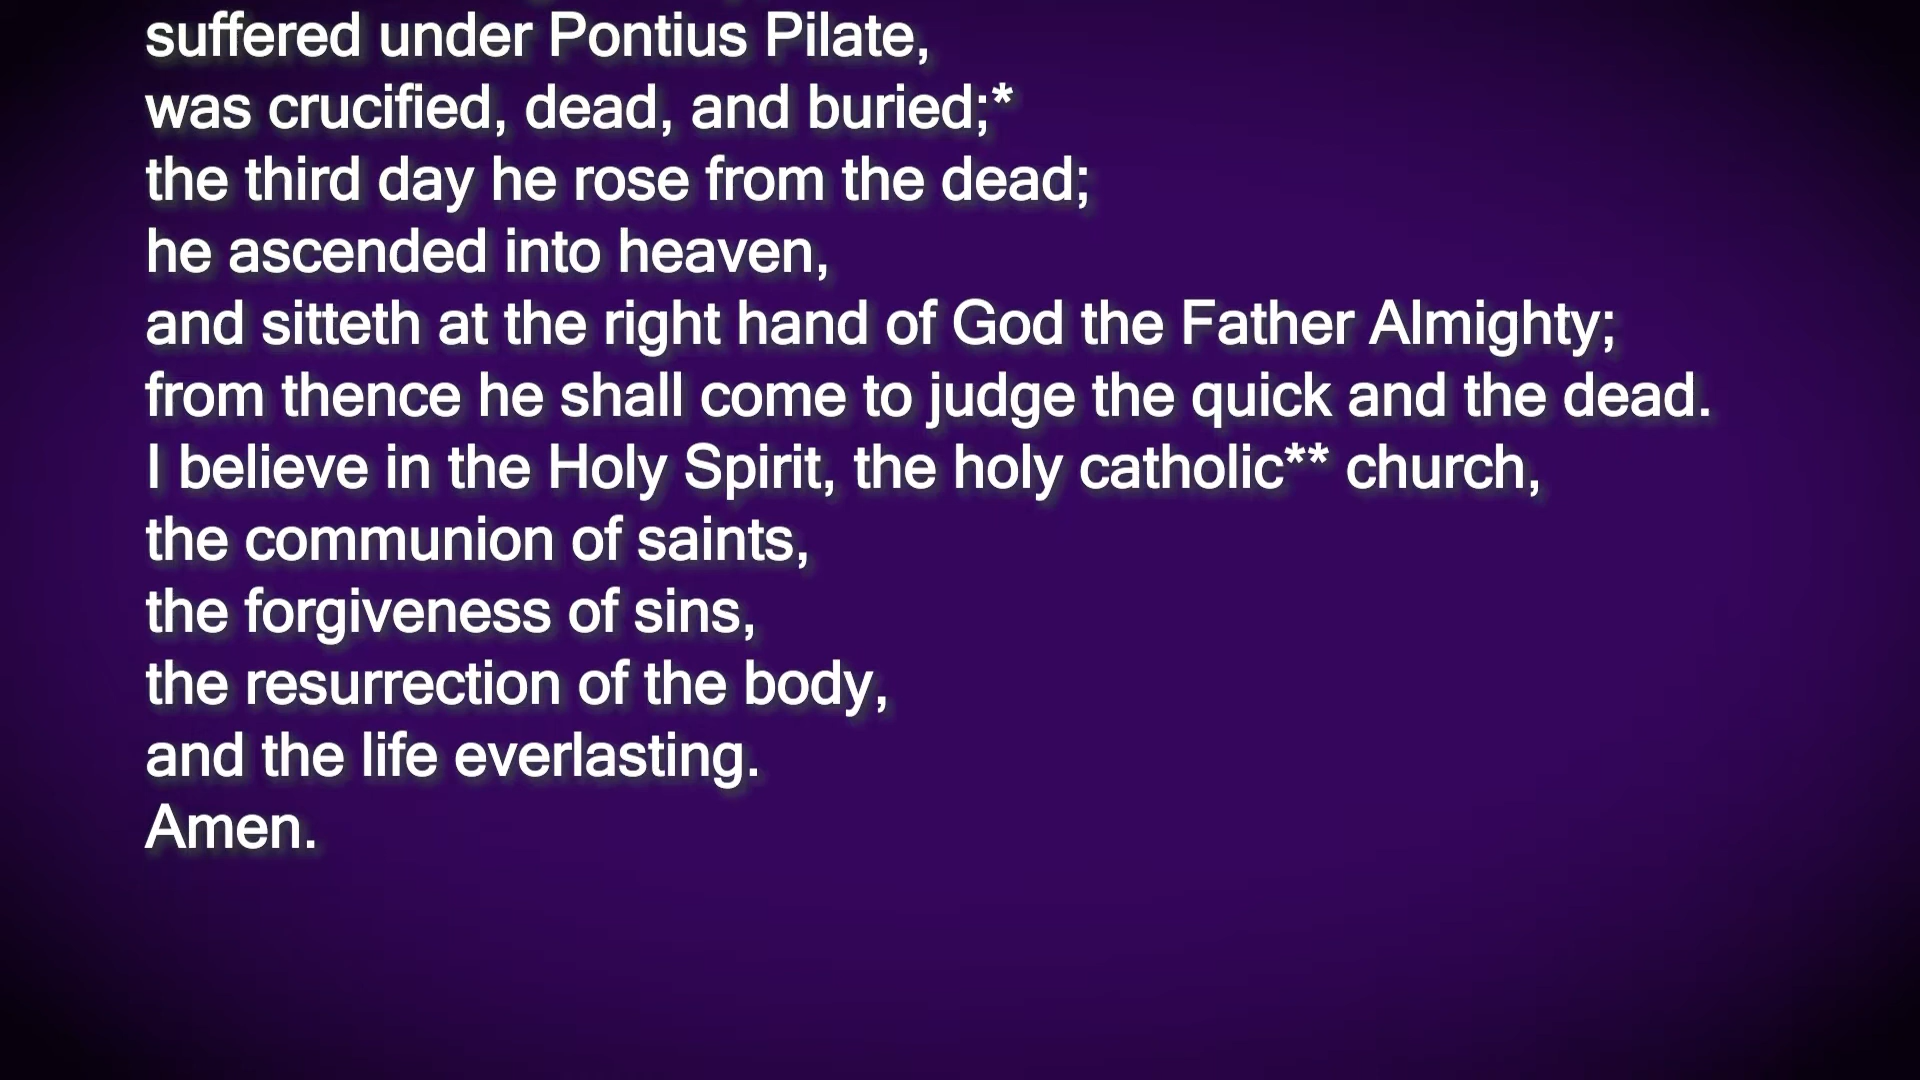 suffered under Pontius Pilate,
was crucified, dead, and buried;*
the third day he rose from the dead;
he ascended into heaven,
and sitteth at the right hand of God the Father Almighty;
from thence he shall come to judge the quick and the dead.
I believe in the Holy Spirit, the holy catholic** church,
the communion of saints,
the forgiveness of sins,
the resurrection of the body,
and the life everlasting.
Amen.